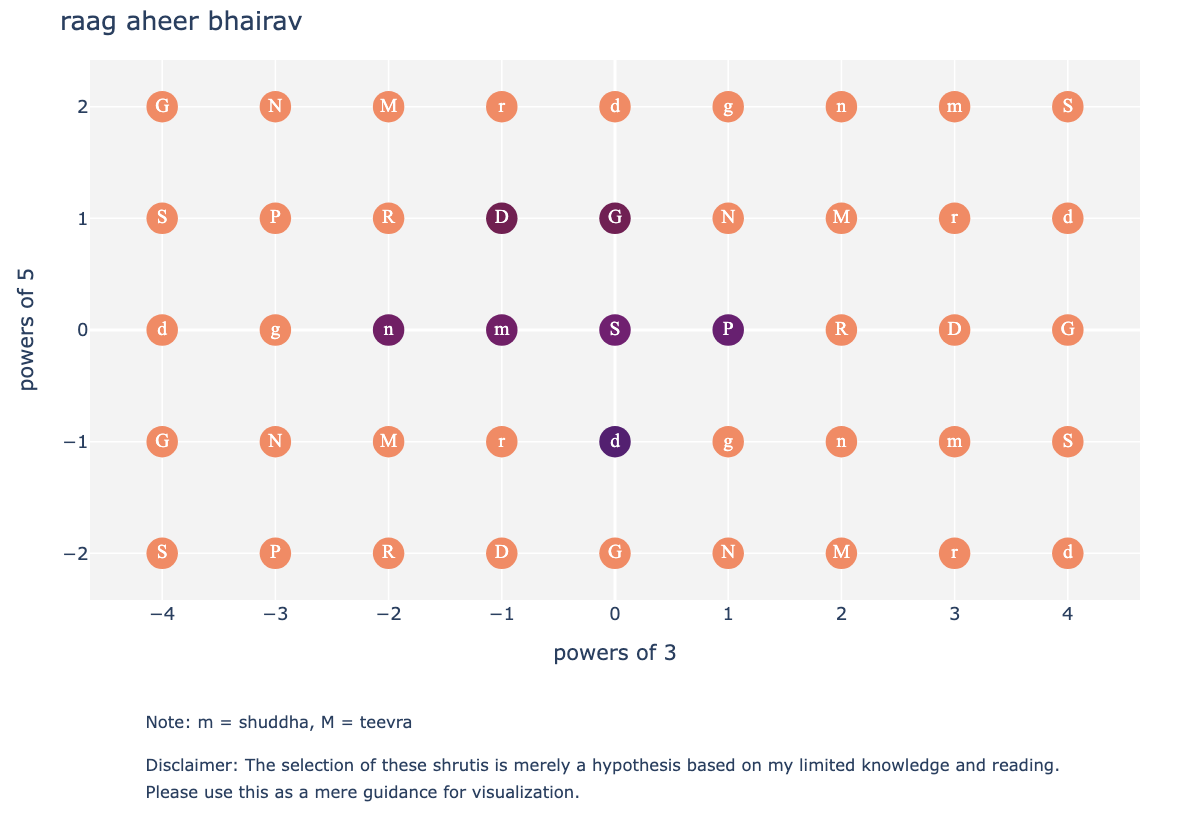 raag aheer bhairav
2 G N M r d g n m S
1 S P R D G N M r d
powers of 5
0 d g n m S P R D G
−1 G N M r d g n m S
−2 S P R D G N M r d
−4 −3 −2 −1 0 1 2 3 4
powers of 3
Note: m = shuddha, M = teevra
Disclaimer: The selection of these shrutis is merely a hypothesis based on my limited knowledge and reading.
Please use this as a mere guidance for visualization.